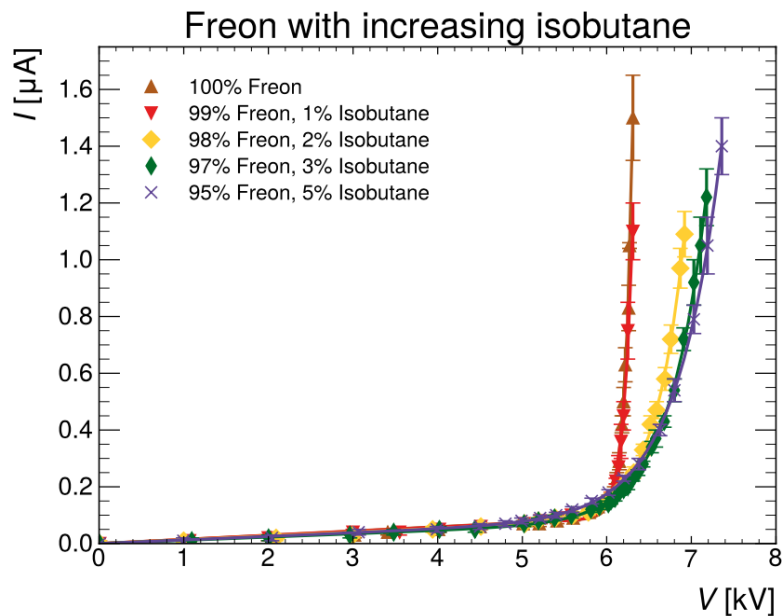 Freon with increasing isobutane
I [μA]
1.6
1.4
1.2
1.0
0.8
0.6
0.4
0.2
0.0
100% Freon
99% Freon, 1% Isobutane
98% Freon, 2% Isobutane
97% Freon, 3% Isobutane
95% Freon, 5% Isobutane
0 1 2 3 4 5 6 7 8
V [kV]